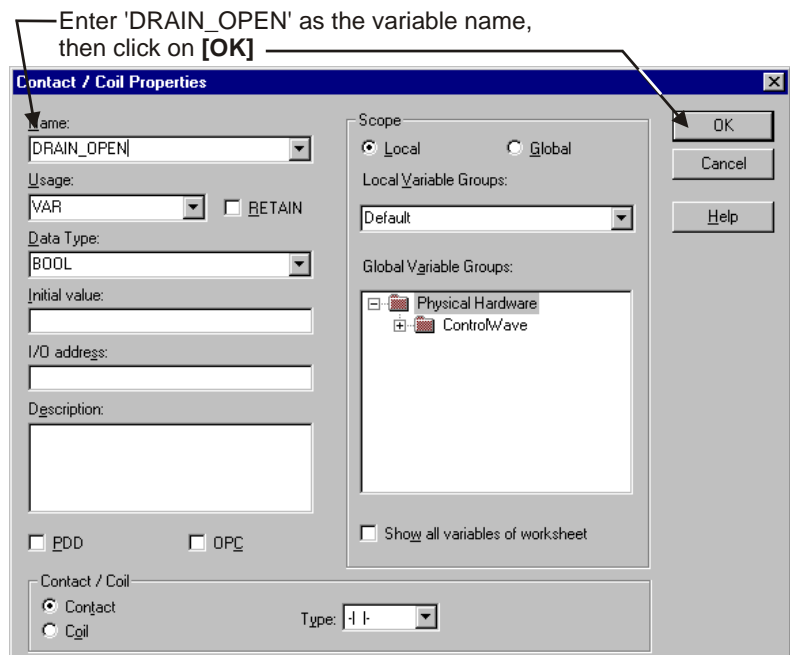 Enter 'DRAIN_OPEN' as the variable name,
then click on [OK]
Contact / Coil Properties
Name:
DRAIN_OPEN
Usage:
VAR
RETAIN
Data Type:
BOOL
Initial value:
I/O address:
Description:
PDD
OPC
Scope
Local
Global
Local Variable Groups:
Default
Global Variable Groups:
Physical Hardware
ControlWave
Show all variables of worksheet
OK
Cancel
Help
Contact / Coil
Contact
Coil
Type: -| |-